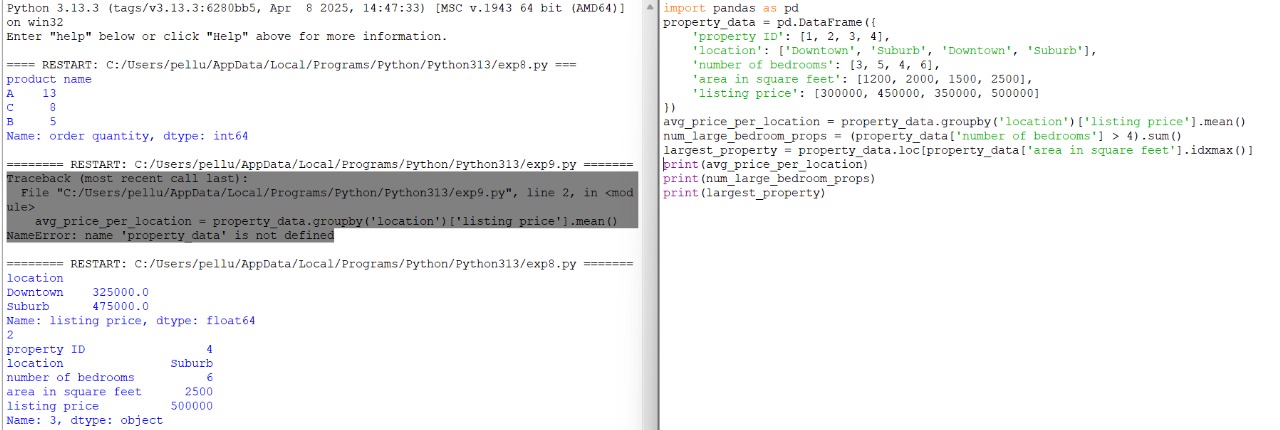 Python 3.13.3 (tags/v3.13.3:6280bb5, Apr  8 2025, 14:47:33) [MSC v.1943 64 bit (AMD64)]
on win32
Enter "help" below or click "Help" above for more information.
==== RESTART: C:/Users/pellu/AppData/Local/Programs/Python/Python313/exp8.py ===
product name
A    13
C     8
B     5
Name: order quantity, dtype: int64
======== RESTART: C:/Users/pellu/AppData/Local/Programs/Python/Python313/exp9.py =======
Traceback (most recent call last):
  File "C:/Users/pellu/AppData/Local/Programs/Python/Python313/exp9.py", line 2, in <mod
ule>
    avg_price_per_location = property_data.groupby('location')['listing price'].mean()
NameError: name 'property_data' is not defined
======== RESTART: C:/Users/pellu/AppData/Local/Programs/Python/Python313/exp8.py =======
location
Downtown    325000.0
Suburb      475000.0
Name: listing price, dtype: float64
2
property ID                 4
location               Suburb
number of bedrooms          6
area in square feet      2500
listing price          500000
Name: 3, dtype: object
import pandas as pd
property_data = pd.DataFrame({
    'property ID': [1, 2, 3, 4],
    'location': ['Downtown', 'Suburb', 'Downtown', 'Suburb'],
    'number of bedrooms': [3, 5, 4, 6],
    'area in square feet': [1200, 2000, 1500, 2500],
    'listing price': [300000, 450000, 350000, 500000]
})
avg_price_per_location = property_data.groupby('location')['listing price'].mean()
num_large_bedroom_props = (property_data['number of bedrooms'] > 4).sum()
largest_property = property_data.loc[property_data['area in square feet'].idxmax()]
print(avg_price_per_location)
print(num_large_bedroom_props)
print(largest_property)